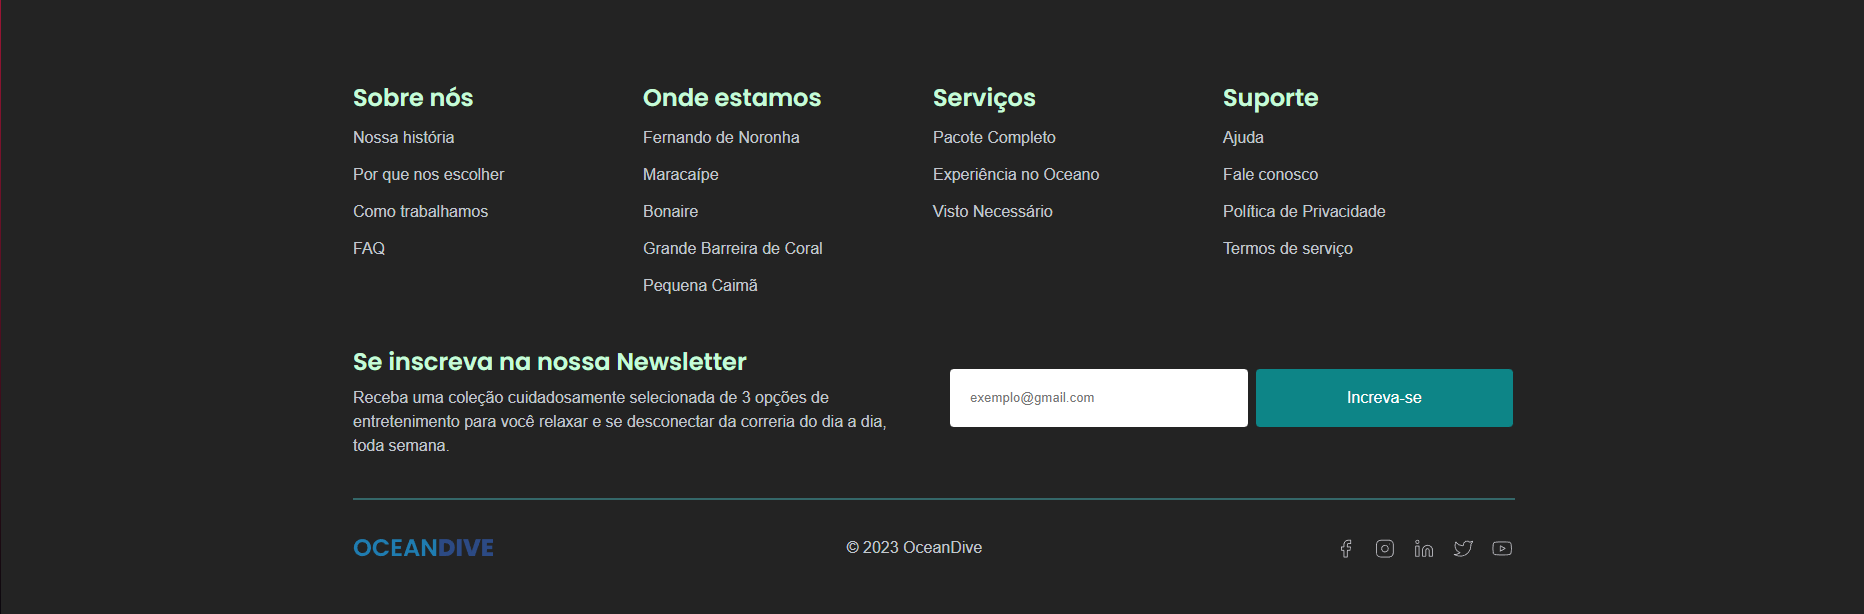 Sobre nós
Nossa história
Por que nos escolher
Como trabalhamos
FAQ
Onde estamos
Fernando de Noronha
Maracaípe
Bonaire
Grande Barreira de Coral
Pequena Caimã
Serviços
Pacote Completo
Experiência no Oceano
Visto Necessário
Suporte
Ajuda
Fale conosco
Política de Privacidade
Termos de serviço
Se inscreva na nossa Newsletter
Receba uma coleção cuidadosamente selecionada de 3 opções de
entretenimento para você relaxar e se desconectar da correria do dia a dia,
toda semana.
exemplo@gmail.com
Increva-se
OCEANDIVE
© 2023 OceanDive